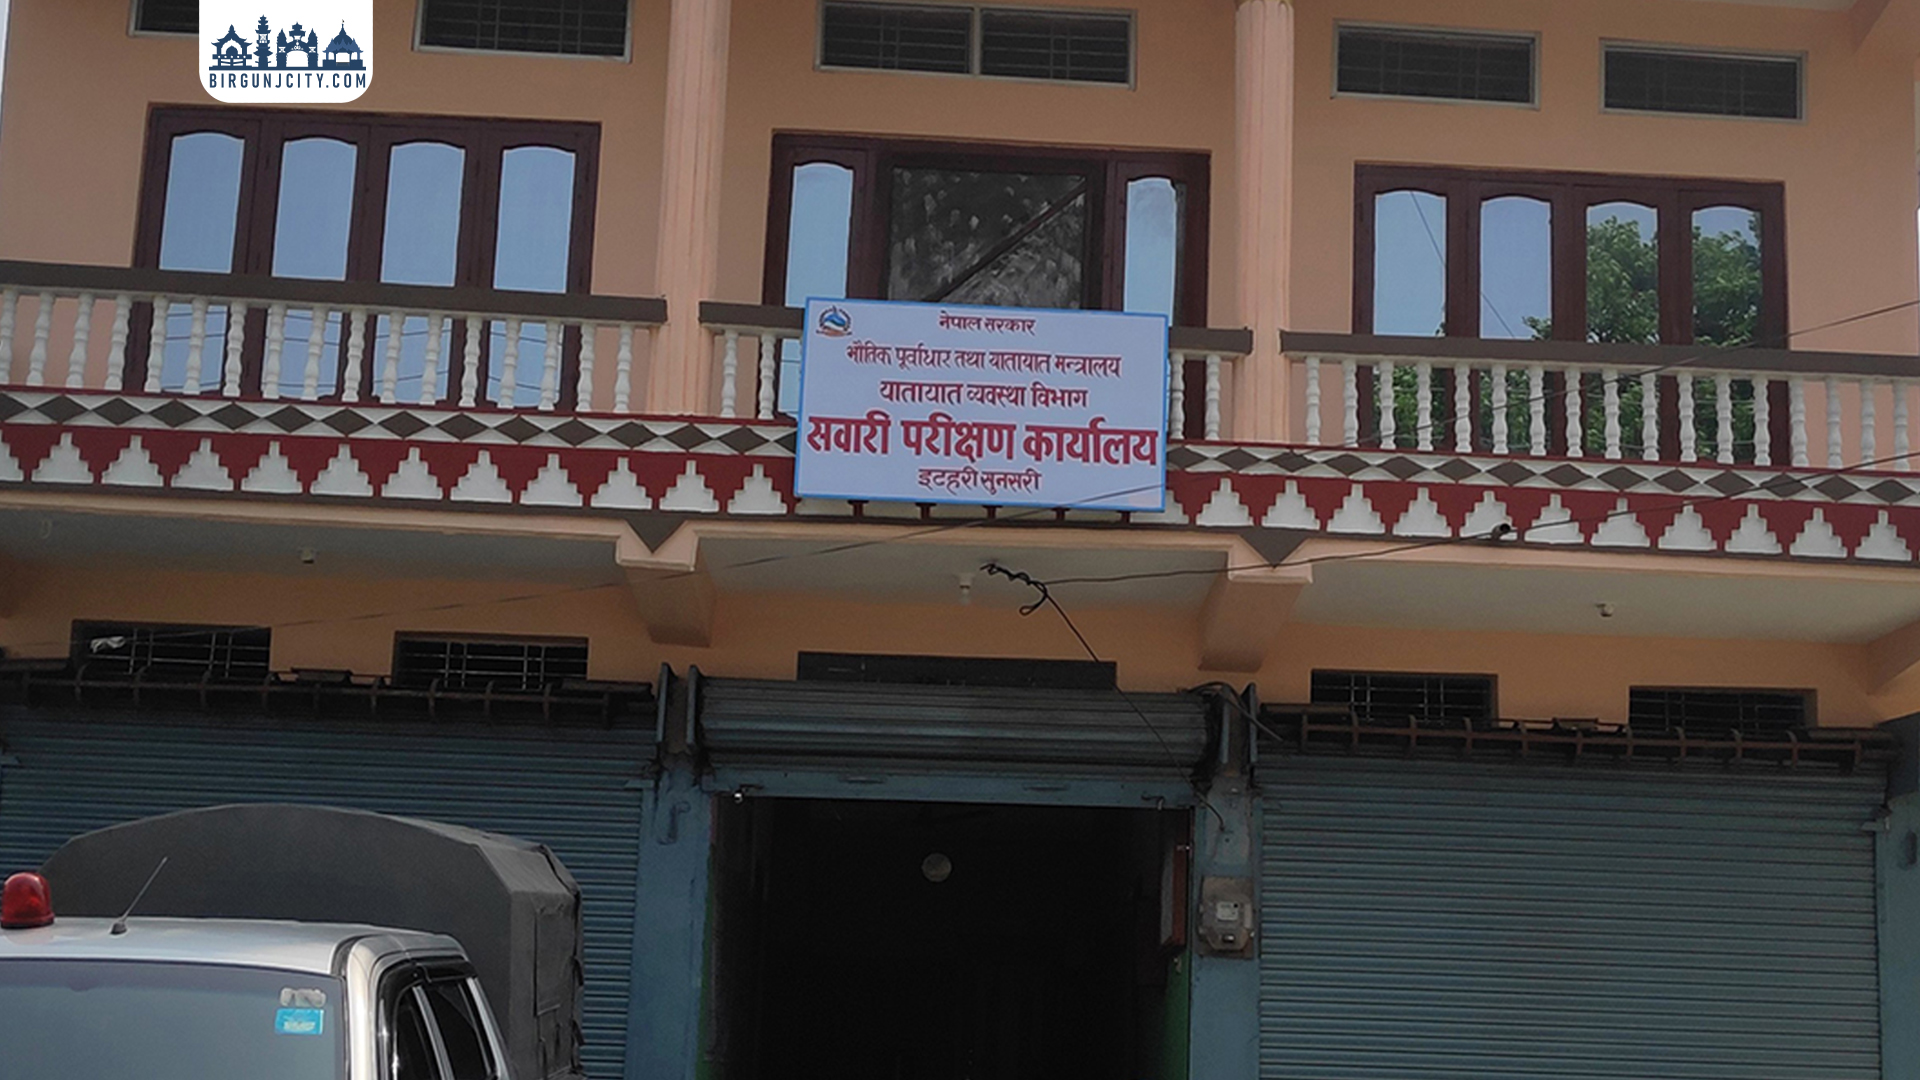 BIRGUNJCITY.COM
नेपाल सरकार
भौतिक पूर्वाधार तथा यातायात मन्त्रालय
यातायात व्यवस्था विभाग
सवारी परीक्षण कार्यालय
इटहरी सुनसरी